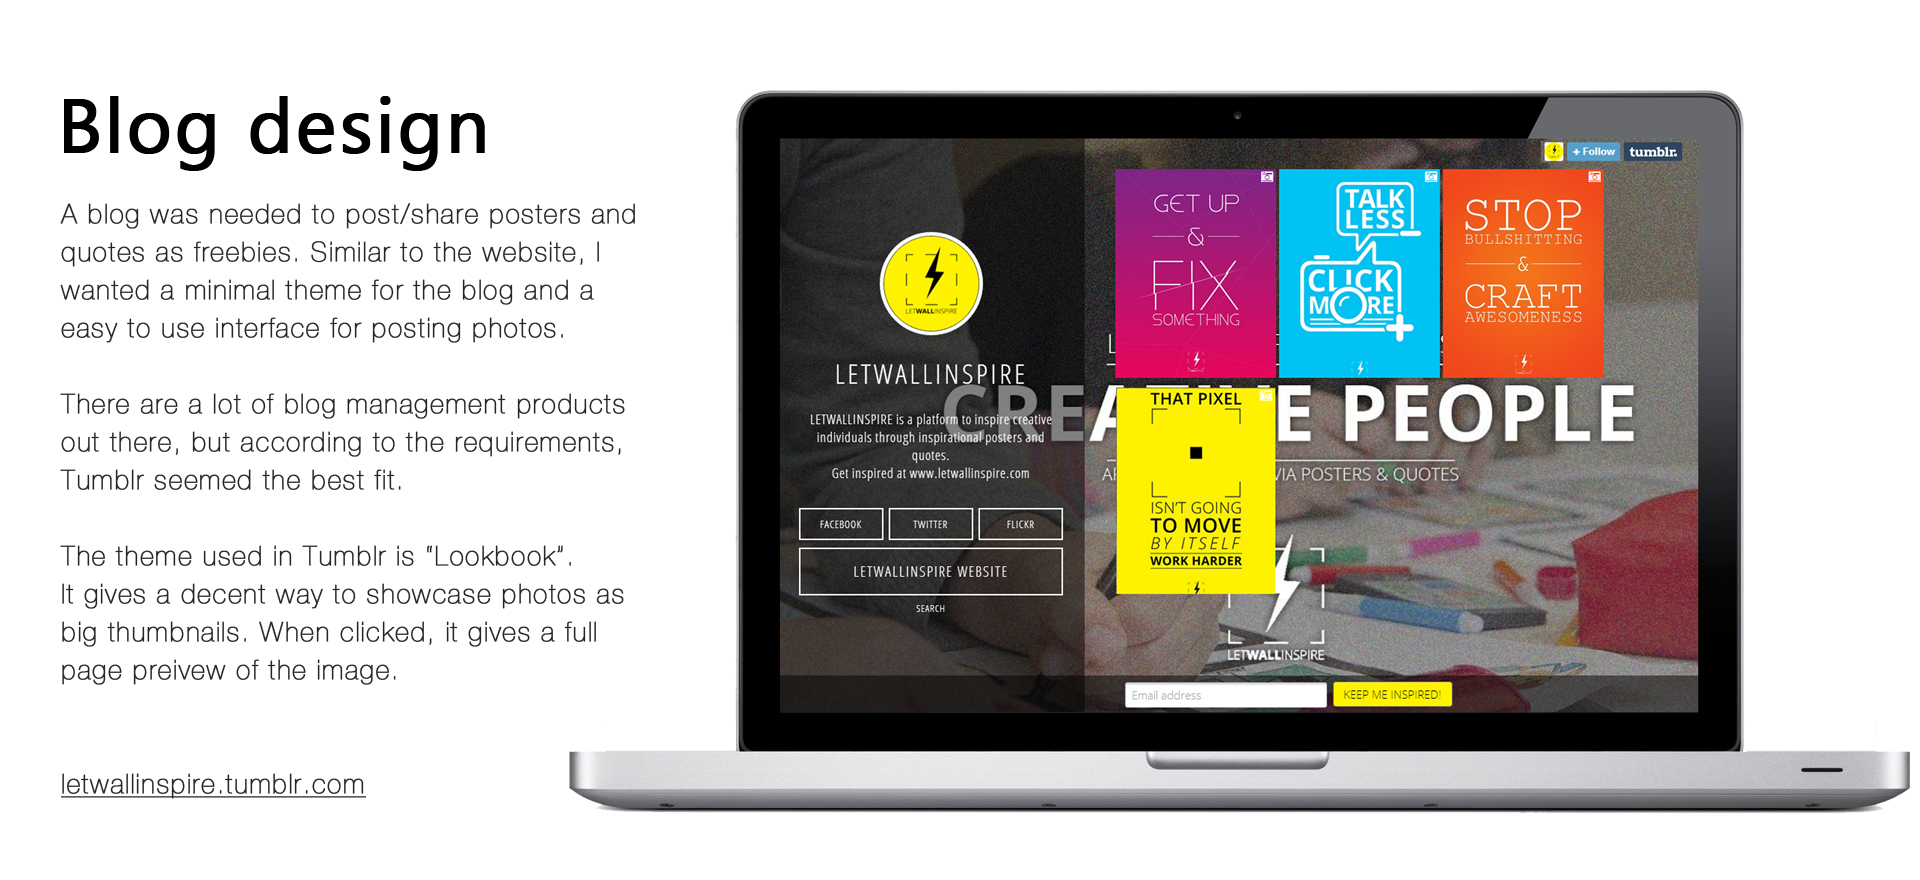 Blog design
A blog was needed to post/share posters and
quotes as freebies. Similar to the website, I
wanted a minimal theme for the blog and a
easy to use interface for posting photos.
There are a lot of blog management products
out there, but according to the requirements,
Tumblr seemed the best fit.
The theme used in Tumblr is "Lookbook".
It gives a decent way to showcase photos as
big thumbnails. When clicked, it gives a full
page preivew of the image.
letwallinspire.tumblr.com
LETWALLINSPIRE
LETWALLINSPIRE
LETWALLINSPIRE is a platform to inspire creative
individuals through inspirational posters and
quotes.
Get inspired at www.letwallinspire.com
FACEBOOK
TWITTER
FLICKR
LETWALLINSPIRE WEBSITE
SEARCH
+ Follow
tumblr.
GET UP
&
FIX
SOMETHING
TALK
LESS
CLICK
MORE
STOP
BULLSHITTING
&
CRAFT
AWESOMENESS
PEOPLE
VIA POSTERS & QUOTES
THAT PIXEL
ISN'T GOING
TO MOVE
BY ITSELF
WORK HARDER
LETWALLINSPIRE
Email address
KEEP ME INSPIRED!